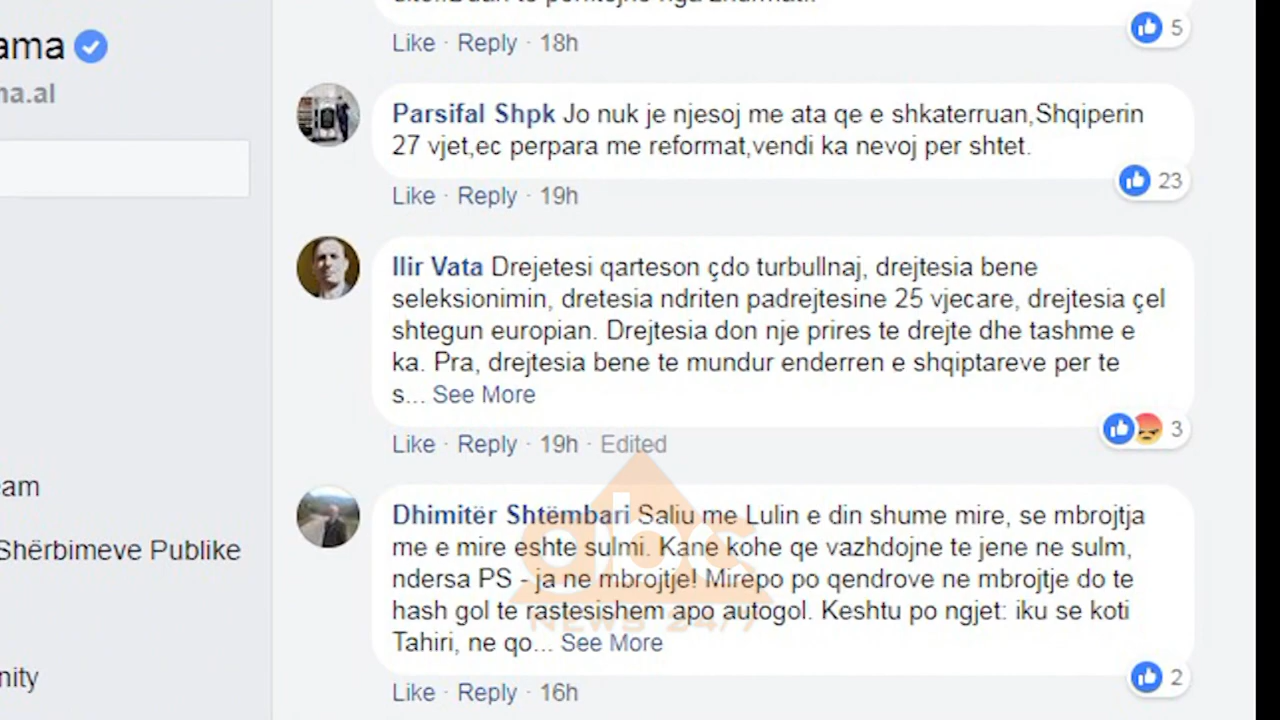 ama
na.al
eam
Shërbimeve Publike
nity
Like · Reply · 18h
5
Parsifal Shpk Jo nuk je njesoj me ata qe e shkaterruan,Shqiperin
27 vjet,ec perpara me reformat,vendi ka nevoj per shtet.
23
Like · Reply · 19h
Ilir Vata Drejetesi qarteson çdo turbullnaj, drejtesia bene
seleksionimin, dretesia ndriten padrejtesine 25 vjecare, drejtesia çel
shtegun europian. Drejtesia don nje prires te drejte dhe tashme e
ka. Pra, drejtesia bene te mundur enderren e shqiptareve per te
s... See More
3
Like · Reply · 19h · Edited
Dhimitër Shtëmbari Saliu me Lulin e din shume mire, se mbrojtja
me e mire eshte sulmi. Kane kohe qe vazhdojne te jene ne sulm,
ndersa PS - ja ne mbrojtje! Mirepo po qendrove ne mbrojtje do te
hash gol te rastesishem apo autogol. Keshtu po ngjet: iku se koti
Tahiri, ne qo... See More
2
Like · Reply · 16h
abc
NEWS 24/7